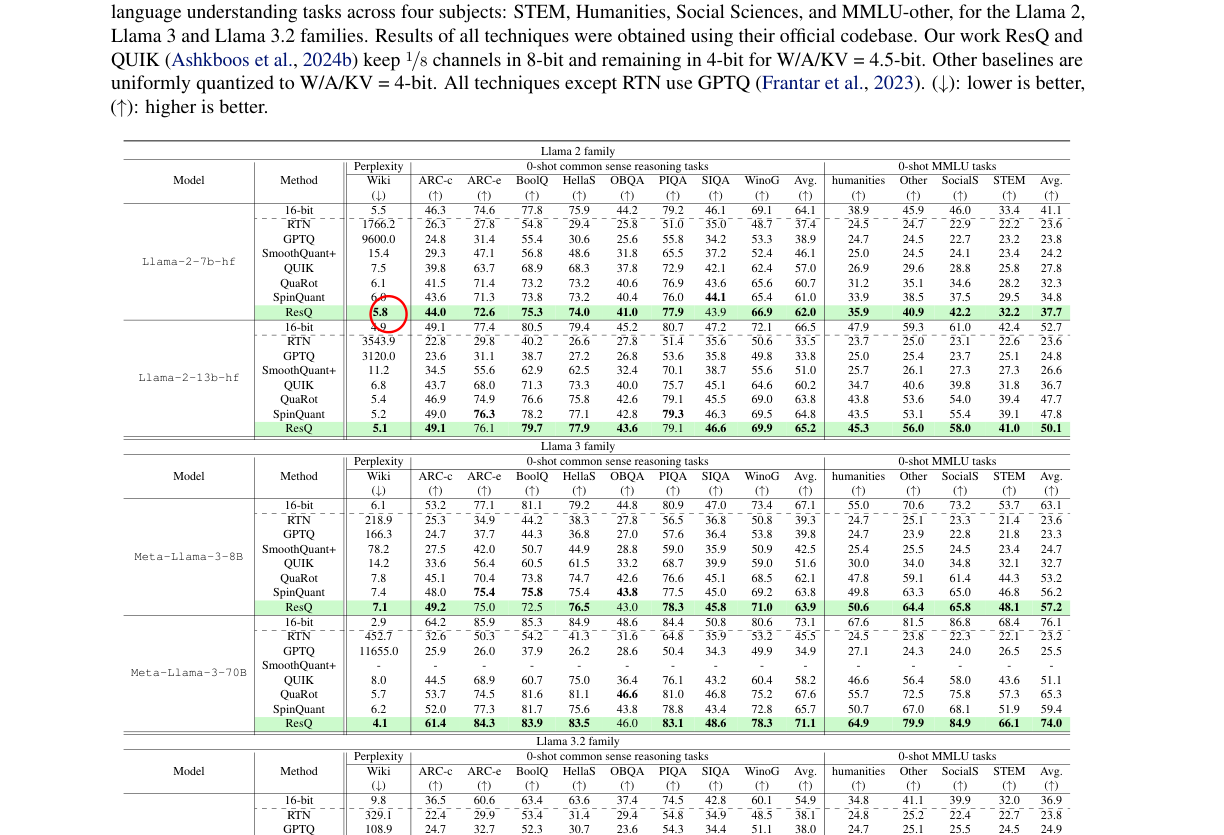 language understanding tasks across four subjects: STEM, Humanities, Social Sciences, and MMLU-other, for the Llama 2,
Llama 3 and Llama 3.2 families. Results of all techniques were obtained using their official codebase. Our work ResQ and
QUIK (Ashkboos et al., 2024b) keep 1/8 channels in 8-bit and remaining in 4-bit for W/A/KV = 4.5-bit. Other baselines are
uniformly quantized to W/A/KV = 4-bit. All techniques except RTN use GPTQ (Frantar et al., 2023). (↓): lower is better,
(↑): higher is better.
Llama 2 family
Perplexity 0-shot common sense reasoning tasks 0-shot MMLU tasks
Model Method Wiki ARC-c ARC-e BoolQ HellaS OBQA PIQA SIQA WinoG Avg. humanities Other SocialS STEM Avg.
(↓) (↑) (↑) (↑) (↑) (↑) (↑) (↑) (↑) (↑) (↑) (↑) (↑) (↑) (↑)
16-bit 5.5 46.3 74.6 77.8 75.9 44.2 79.2 46.1 69.1 64.1 38.9 45.9 46.0 33.4 41.1
RTN 1766.2 26.3 27.8 54.8 29.4 25.8 51.0 35.0 48.7 37.4 24.5 24.7 22.9 22.2 23.6
GPTQ 9600.0 24.8 31.4 55.4 30.6 25.6 55.8 34.2 53.3 38.9 24.7 24.5 22.7 23.2 23.8
SmoothQuant+ 15.4 29.3 47.1 56.8 48.6 31.8 65.5 37.2 52.4 46.1 25.0 24.5 24.1 23.4 24.2
Llama-2-7b-hf
QUIK 7.5 39.8 63.7 68.9 68.3 37.8 72.9 42.1 62.4 57.0 26.9 29.6 28.8 25.8 27.8
QuaRot 6.1 41.5 71.4 73.2 73.2 40.6 76.9 43.6 65.6 60.7 31.2 35.1 34.6 28.2 32.3
SpinQuant 6.0 43.6 71.3 73.8 73.2 40.4 76.0 44.1 65.4 61.0 33.9 38.5 37.5 29.5 34.8
ResQ 5.8 44.0 72.6 75.3 74.0 41.0 77.9 43.9 66.9 62.0 35.9 40.9 42.2 32.2 37.7
16-bit 4.9 49.1 77.4 80.5 79.4 45.2 80.7 47.2 72.1 66.5 47.9 59.3 61.0 42.4 52.7
RTN 3543.9 22.8 29.8 40.2 26.6 27.8 51.4 35.6 50.6 33.5 23.7 25.0 23.1 22.6 23.6
GPTQ 3120.0 23.6 31.1 38.7 27.2 26.8 53.6 35.8 49.8 33.8 25.0 25.4 23.7 25.1 24.8
SmoothQuant+ 11.2 34.5 55.6 62.9 62.5 32.4 70.1 38.7 55.6 51.0 25.7 26.1 27.3 27.3 26.6
Llama-2-13b-hf
QUIK 6.8 43.7 68.0 71.3 73.3 40.0 75.7 45.1 64.6 60.2 34.7 40.6 39.8 31.8 36.7
QuaRot 5.4 46.9 74.9 76.6 75.8 42.6 79.1 45.5 69.0 63.8 43.8 53.6 54.0 39.4 47.7
SpinQuant 5.2 49.0 76.3 78.2 77.1 42.8 79.3 46.3 69.5 64.8 43.5 53.1 55.4 39.1 47.8
ResQ 5.1 49.1 76.1 79.7 77.9 43.6 79.1 46.6 69.9 65.2 45.3 56.0 58.0 41.0 50.1
Llama 3 family
Perplexity 0-shot common sense reasoning tasks 0-shot MMLU tasks
Model Method Wiki ARC-c ARC-e BoolQ HellaS OBQA PIQA SIQA WinoG Avg. humanities Other SocialS STEM Avg.
(↓) (↑) (↑) (↑) (↑) (↑) (↑) (↑) (↑) (↑) (↑) (↑) (↑) (↑) (↑)
16-bit 6.1 53.2 77.1 81.1 79.2 44.8 80.9 47.0 73.4 67.1 55.0 70.6 73.2 53.7 63.1
RTN 218.9 25.3 34.9 44.2 38.3 27.8 56.5 36.8 50.8 39.3 24.7 25.1 23.3 21.4 23.6
GPTQ 166.3 24.7 37.7 44.3 36.8 27.0 57.6 36.4 53.8 39.8 24.7 23.9 22.8 21.8 23.3
SmoothQuant+ 78.2 27.5 42.0 50.7 44.9 28.8 59.0 35.9 50.9 42.5 25.4 25.5 24.5 23.4 24.7
Meta-Llama-3-8B
QUIK 14.2 33.6 56.4 60.5 61.5 33.2 68.7 39.9 59.0 51.6 30.0 34.0 34.8 32.1 32.7
QuaRot 7.8 45.1 70.4 73.8 74.7 42.6 76.6 45.1 68.5 62.1 47.8 59.1 61.4 44.3 53.2
SpinQuant 7.4 48.0 75.4 75.8 75.4 43.8 77.5 45.0 69.2 63.8 49.8 63.3 65.0 46.8 56.2
ResQ 7.1 49.2 75.0 72.5 76.5 43.0 78.3 45.8 71.0 63.9 50.6 64.4 65.8 48.1 57.2
16-bit 2.9 64.2 85.9 85.3 84.9 48.6 84.4 50.8 80.6 73.1 67.6 81.5 86.8 68.4 76.1
RTN 452.7 32.6 50.3 54.2 41.3 31.6 64.8 35.9 53.2 45.5 24.5 23.8 22.3 22.1 23.2
GPTQ 11655.0 25.9 26.0 37.9 26.2 28.6 50.4 34.3 49.9 34.9 27.1 24.3 24.0 26.5 25.5
SmoothQuant+ - - - - - - - - - - - - - - -
Meta-Llama-3-70B
QUIK 8.0 44.5 68.9 60.7 75.0 36.4 76.1 43.2 60.4 58.2 46.6 56.4 58.0 43.6 51.1
QuaRot 5.7 53.7 74.5 81.6 81.1 46.6 81.0 46.8 75.2 67.6 55.7 72.5 75.8 57.3 65.3
SpinQuant 6.2 52.0 77.3 81.7 75.6 43.8 78.8 43.4 72.8 65.7 50.7 67.0 68.1 51.9 59.4
ResQ 4.1 61.4 84.3 83.9 83.5 46.0 83.1 48.6 78.3 71.1 64.9 79.9 84.9 66.1 74.0
Llama 3.2 family
Perplexity 0-shot common sense reasoning tasks 0-shot MMLU tasks
Model Method Wiki ARC-c ARC-e BoolQ HellaS OBQA PIQA SIQA WinoG Avg. humanities Other SocialS STEM Avg.
(↓) (↑) (↑) (↑) (↑) (↑) (↑) (↑) (↑) (↑) (↑) (↑) (↑) (↑) (↑)
16-bit 9.8 36.5 60.6 63.4 63.6 37.4 74.5 42.8 60.1 54.9 34.8 41.1 39.9 32.0 36.9
RTN 329.1 22.4 29.9 53.4 31.4 29.4 54.8 34.9 48.5 38.1 24.8 25.2 22.4 22.7 23.8
GPTQ 108.9 24.7 32.7 52.3 30.7 23.6 54.3 34.4 51.1 38.0 24.7 25.1 25.5 24.5 24.9